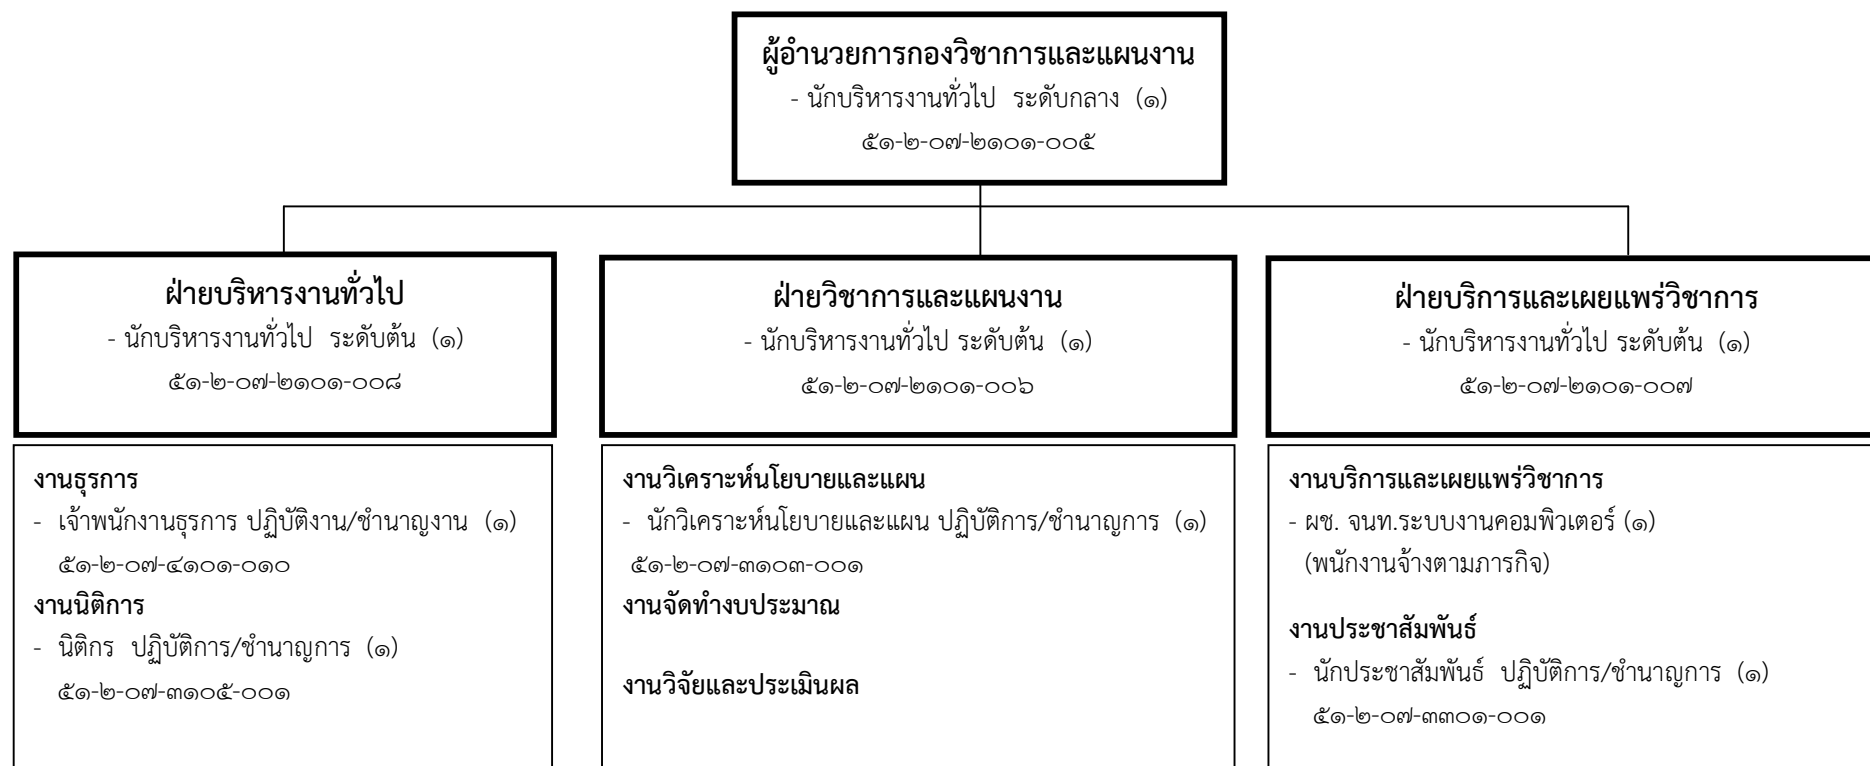 ผู้อำนวยการกองวิชาการและแผนงาน
- นักบริหารงานทั่วไป ระดับกลาง (๑)
๕๑-๒-๐๗-๒๑๐๑-๐๐๕
ฝ่ายบริหารงานทั่วไป
- นักบริหารงานทั่วไป ระดับต้น (๑)
๕๑-๒-๐๗-๒๑๐๑-๐๐๘
งานธุรการ
- เจ้าพนักงานธุรการ ปฏิบัติงาน/ชำนาญงาน (๑)
๕๑-๒-๐๗-๔๑๐๑-๐๑๐
งานนิติการ
- นิติกร ปฏิบัติการ/ชำนาญการ (๑)
๕๑-๒-๐๗-๓๑๐๕-๐๐๑
ฝ่ายวิชาการและแผนงาน
- นักบริหารงานทั่วไป ระดับต้น (๑)
๕๑-๒-๐๗-๒๑๐๑-๐๐๖
งานวิเคราะห์นโยบายและแผน
- นักวิเคราะห์นโยบายและแผน ปฏิบัติการ/ชำนาญการ (๑)
๕๑-๒-๐๗-๓๑๐๓-๐๐๑
งานจัดทำงบประมาณ
งานวิจัยและประเมินผล
ฝ่ายบริการและเผยแพร่วิชาการ
- นักบริหารงานทั่วไป ระดับต้น (๑)
๕๑-๒-๐๗-๒๑๐๑-๐๐๗
งานบริการและเผยแพร่วิชาการ
- ผช. จนท.ระบบงานคอมพิวเตอร์ (๑)
(พนักงานจ้างตามภารกิจ)
งานประชาสัมพันธ์
- นักประชาสัมพันธ์ ปฏิบัติการ/ชำนาญการ (๑)
๕๑-๒-๐๗-๓๓๐๑-๐๐๑